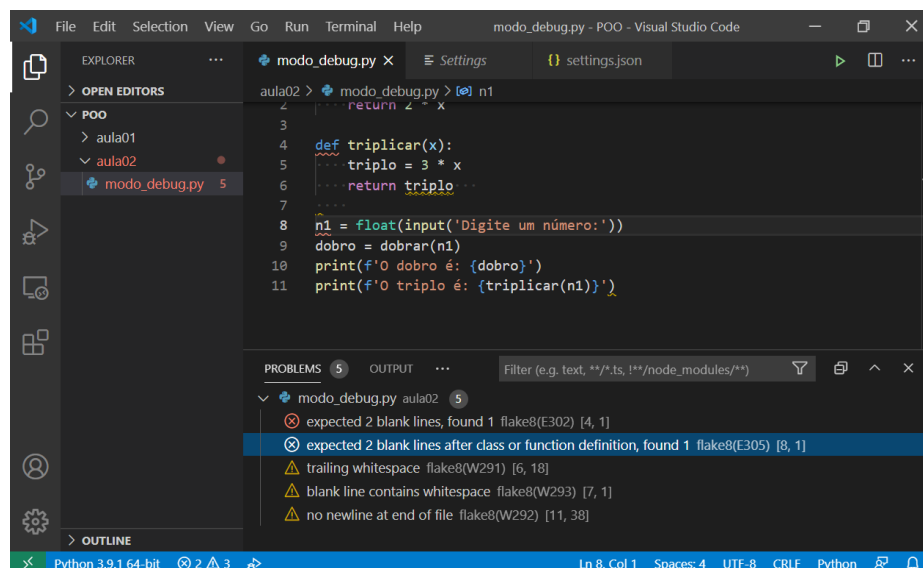 File Edit Selection View Go Run Terminal Help modo_debug.py - POO - Visual Studio Code
EXPLORER
OPEN EDITORS
POO
aula01
aula02
modo_debug.py 5
OUTLINE
modo_debug.py Settings {} settings.json
aula02 > modo_debug.py > n1
2 ····return 2 * x
3
4 def triplicar(x):
5 ····triplo = 3 * x
6 ····return triplo···
7 ····
8 n1 = float(input('Digite um número:'))
9 dobro = dobrar(n1)
10 print(f'O dobro é: {dobro}')
11 print(f'O triplo é: {triplicar(n1)}')
PROBLEMS 5 OUTPUT ··· Filter (e.g. text, **/*.ts, !**/node_modules/**)
modo_debug.py aula02 5
expected 2 blank lines, found 1 flake8(E302) [4, 1]
expected 2 blank lines after class or function definition, found 1 flake8(E305) [8, 1]
trailing whitespace flake8(W291) [6, 18]
blank line contains whitespace flake8(W293) [7, 1]
no newline at end of file flake8(W292) [11, 38]
Python 3.9.1 64-bit 2 3 Ln 8, Col 1 Spaces: 4 UTF-8 CRLF Python